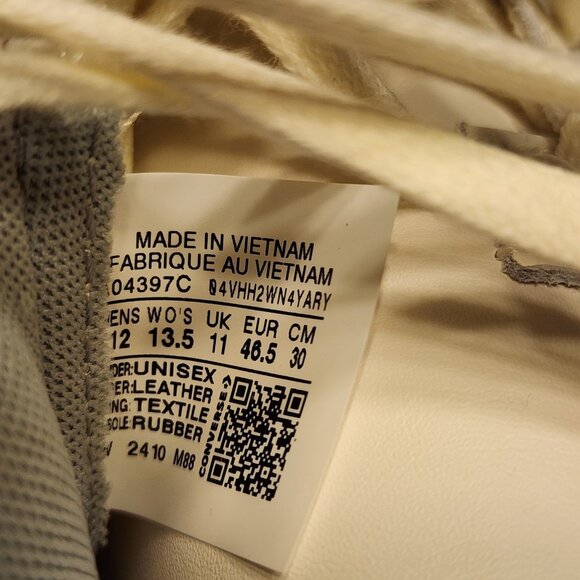 MADE IN VIETNAM
FABRIQUE AU VIETNAM
04397C 04VHH2WN4YARY
ENS WO'S UK EUR CM
12 13.5 11 46.5 30
DER:UNISEX
ER:LEATHER
NG: TEXTILE
SOLE:RUBBER
2410 M88
CONVERSE->